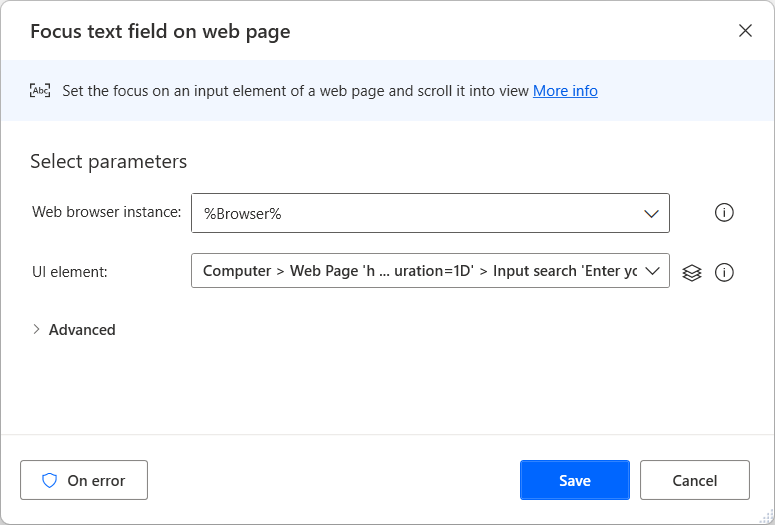 Focus text field on web page
Abc Set the focus on an input element of a web page and scroll it into view More info
Select parameters
Web browser instance: %Browser%
UI element: Computer > Web Page 'h ... uration=1D' > Input search 'Enter yo
Advanced
On error Save Cancel